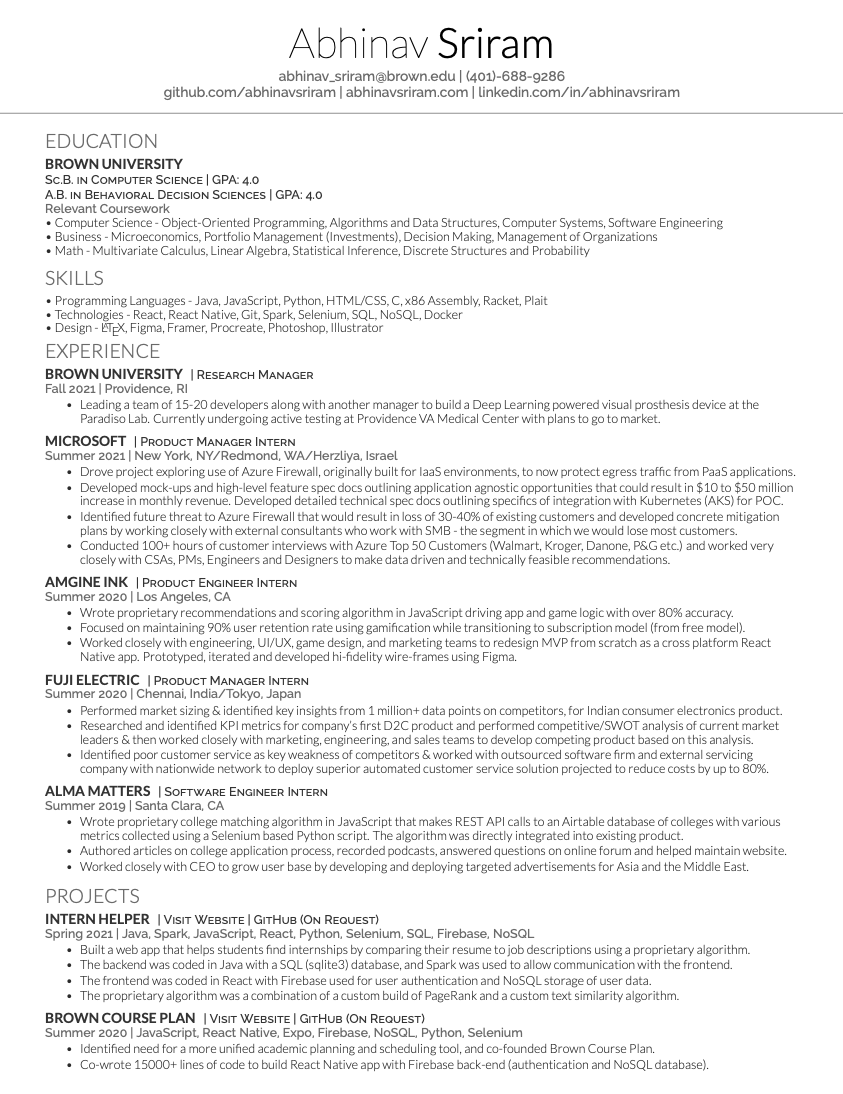 Abhinav Sriram
abhinav_sriram@brown.edu | (401)-688-9286
github.com/abhinavsriram | abhinavsriram.com | linkedin.com/in/abhinavsriram
EDUCATION
BROWN UNIVERSITY
Sc.B. in Computer Science | GPA: 4.0
A.B. in Behavioral Decision Sciences | GPA: 4.0
Relevant Coursework
• Computer Science - Object-Oriented Programming, Algorithms and Data Structures, Computer Systems, Software Engineering
• Business - Microeconomics, Portfolio Management (Investments), Decision Making, Management of Organizations
• Math - Multivariate Calculus, Linear Algebra, Statistical Inference, Discrete Structures and Probability
SKILLS
• Programming Languages - Java, JavaScript, Python, HTML/CSS, C, x86 Assembly, Racket, Plait
• Technologies - React, React Native, Git, Spark, Selenium, SQL, NoSQL, Docker
• Design - LATEX, Figma, Framer, Procreate, Photoshop, Illustrator
EXPERIENCE
BROWN UNIVERSITY | Research Manager
Fall 2021 | Providence, RI
• Leading a team of 15-20 developers along with another manager to build a Deep Learning powered visual prosthesis device at the
Paradiso Lab. Currently undergoing active testing at Providence VA Medical Center with plans to go to market.
MICROSOFT | Product Manager Intern
Summer 2021 | New York, NY/Redmond, WA/Herzliya, Israel
• Drove project exploring use of Azure Firewall, originally built for IaaS environments, to now protect egress traffic from PaaS applications.
• Developed mock-ups and high-level feature spec docs outlining application agnostic opportunities that could result in $10 to $50 million
increase in monthly revenue. Developed detailed technical spec docs outlining specifics of integration with Kubernetes (AKS) for POC.
• Identified future threat to Azure Firewall that would result in loss of 30-40% of existing customers and developed concrete mitigation
plans by working closely with external consultants who work with SMB - the segment in which we would lose most customers.
• Conducted 100+ hours of customer interviews with Azure Top 50 Customers (Walmart, Kroger, Danone, P&G etc.) and worked very
closely with CSAs, PMs, Engineers and Designers to make data driven and technically feasible recommendations.
AMGINE INK | Product Engineer Intern
Summer 2020 | Los Angeles, CA
• Wrote proprietary recommendations and scoring algorithm in JavaScript driving app and game logic with over 80% accuracy.
• Focused on maintaining 90% user retention rate using gamification while transitioning to subscription model (from free model).
• Worked closely with engineering, UI/UX, game design, and marketing teams to redesign MVP from scratch as a cross platform React
Native app. Prototyped, iterated and developed hi-fidelity wire-frames using Figma.
FUJI ELECTRIC | Product Manager Intern
Summer 2020 | Chennai, India/Tokyo, Japan
• Performed market sizing & identified key insights from 1 million+ data points on competitors, for Indian consumer electronics product.
• Researched and identified KPI metrics for company's first D2C product and performed competitive/SWOT analysis of current market
leaders & then worked closely with marketing, engineering, and sales teams to develop competing product based on this analysis.
• Identified poor customer service as key weakness of competitors & worked with outsourced software firm and external servicing
company with nationwide network to deploy superior automated customer service solution projected to reduce costs by up to 80%.
ALMA MATTERS | Software Engineer Intern
Summer 2019 | Santa Clara, CA
• Wrote proprietary college matching algorithm in JavaScript that makes REST API calls to an Airtable database of colleges with various
metrics collected using a Selenium based Python script. The algorithm was directly integrated into existing product.
• Authored articles on college application process, recorded podcasts, answered questions on online forum and helped maintain website.
• Worked closely with CEO to grow user base by developing and deploying targeted advertisements for Asia and the Middle East.
PROJECTS
INTERN HELPER | Visit Website | GitHub (On Request)
Spring 2021 | Java, Spark, JavaScript, React, Python, Selenium, SQL, Firebase, NoSQL
• Built a web app that helps students find internships by comparing their resume to job descriptions using a proprietary algorithm.
• The backend was coded in Java with a SQL (sqlite3) database, and Spark was used to allow communication with the frontend.
• The frontend was coded in React with Firebase used for user authentication and NoSQL storage of user data.
• The proprietary algorithm was a combination of a custom build of PageRank and a custom text similarity algorithm.
BROWN COURSE PLAN | Visit Website | GitHub (On Request)
Summer 2020 | JavaScript, React Native, Expo, Firebase, NoSQL, Python, Selenium
• Identified need for a more unified academic planning and scheduling tool, and co-founded Brown Course Plan.
• Co-wrote 15000+ lines of code to build React Native app with Firebase back-end (authentication and NoSQL database).